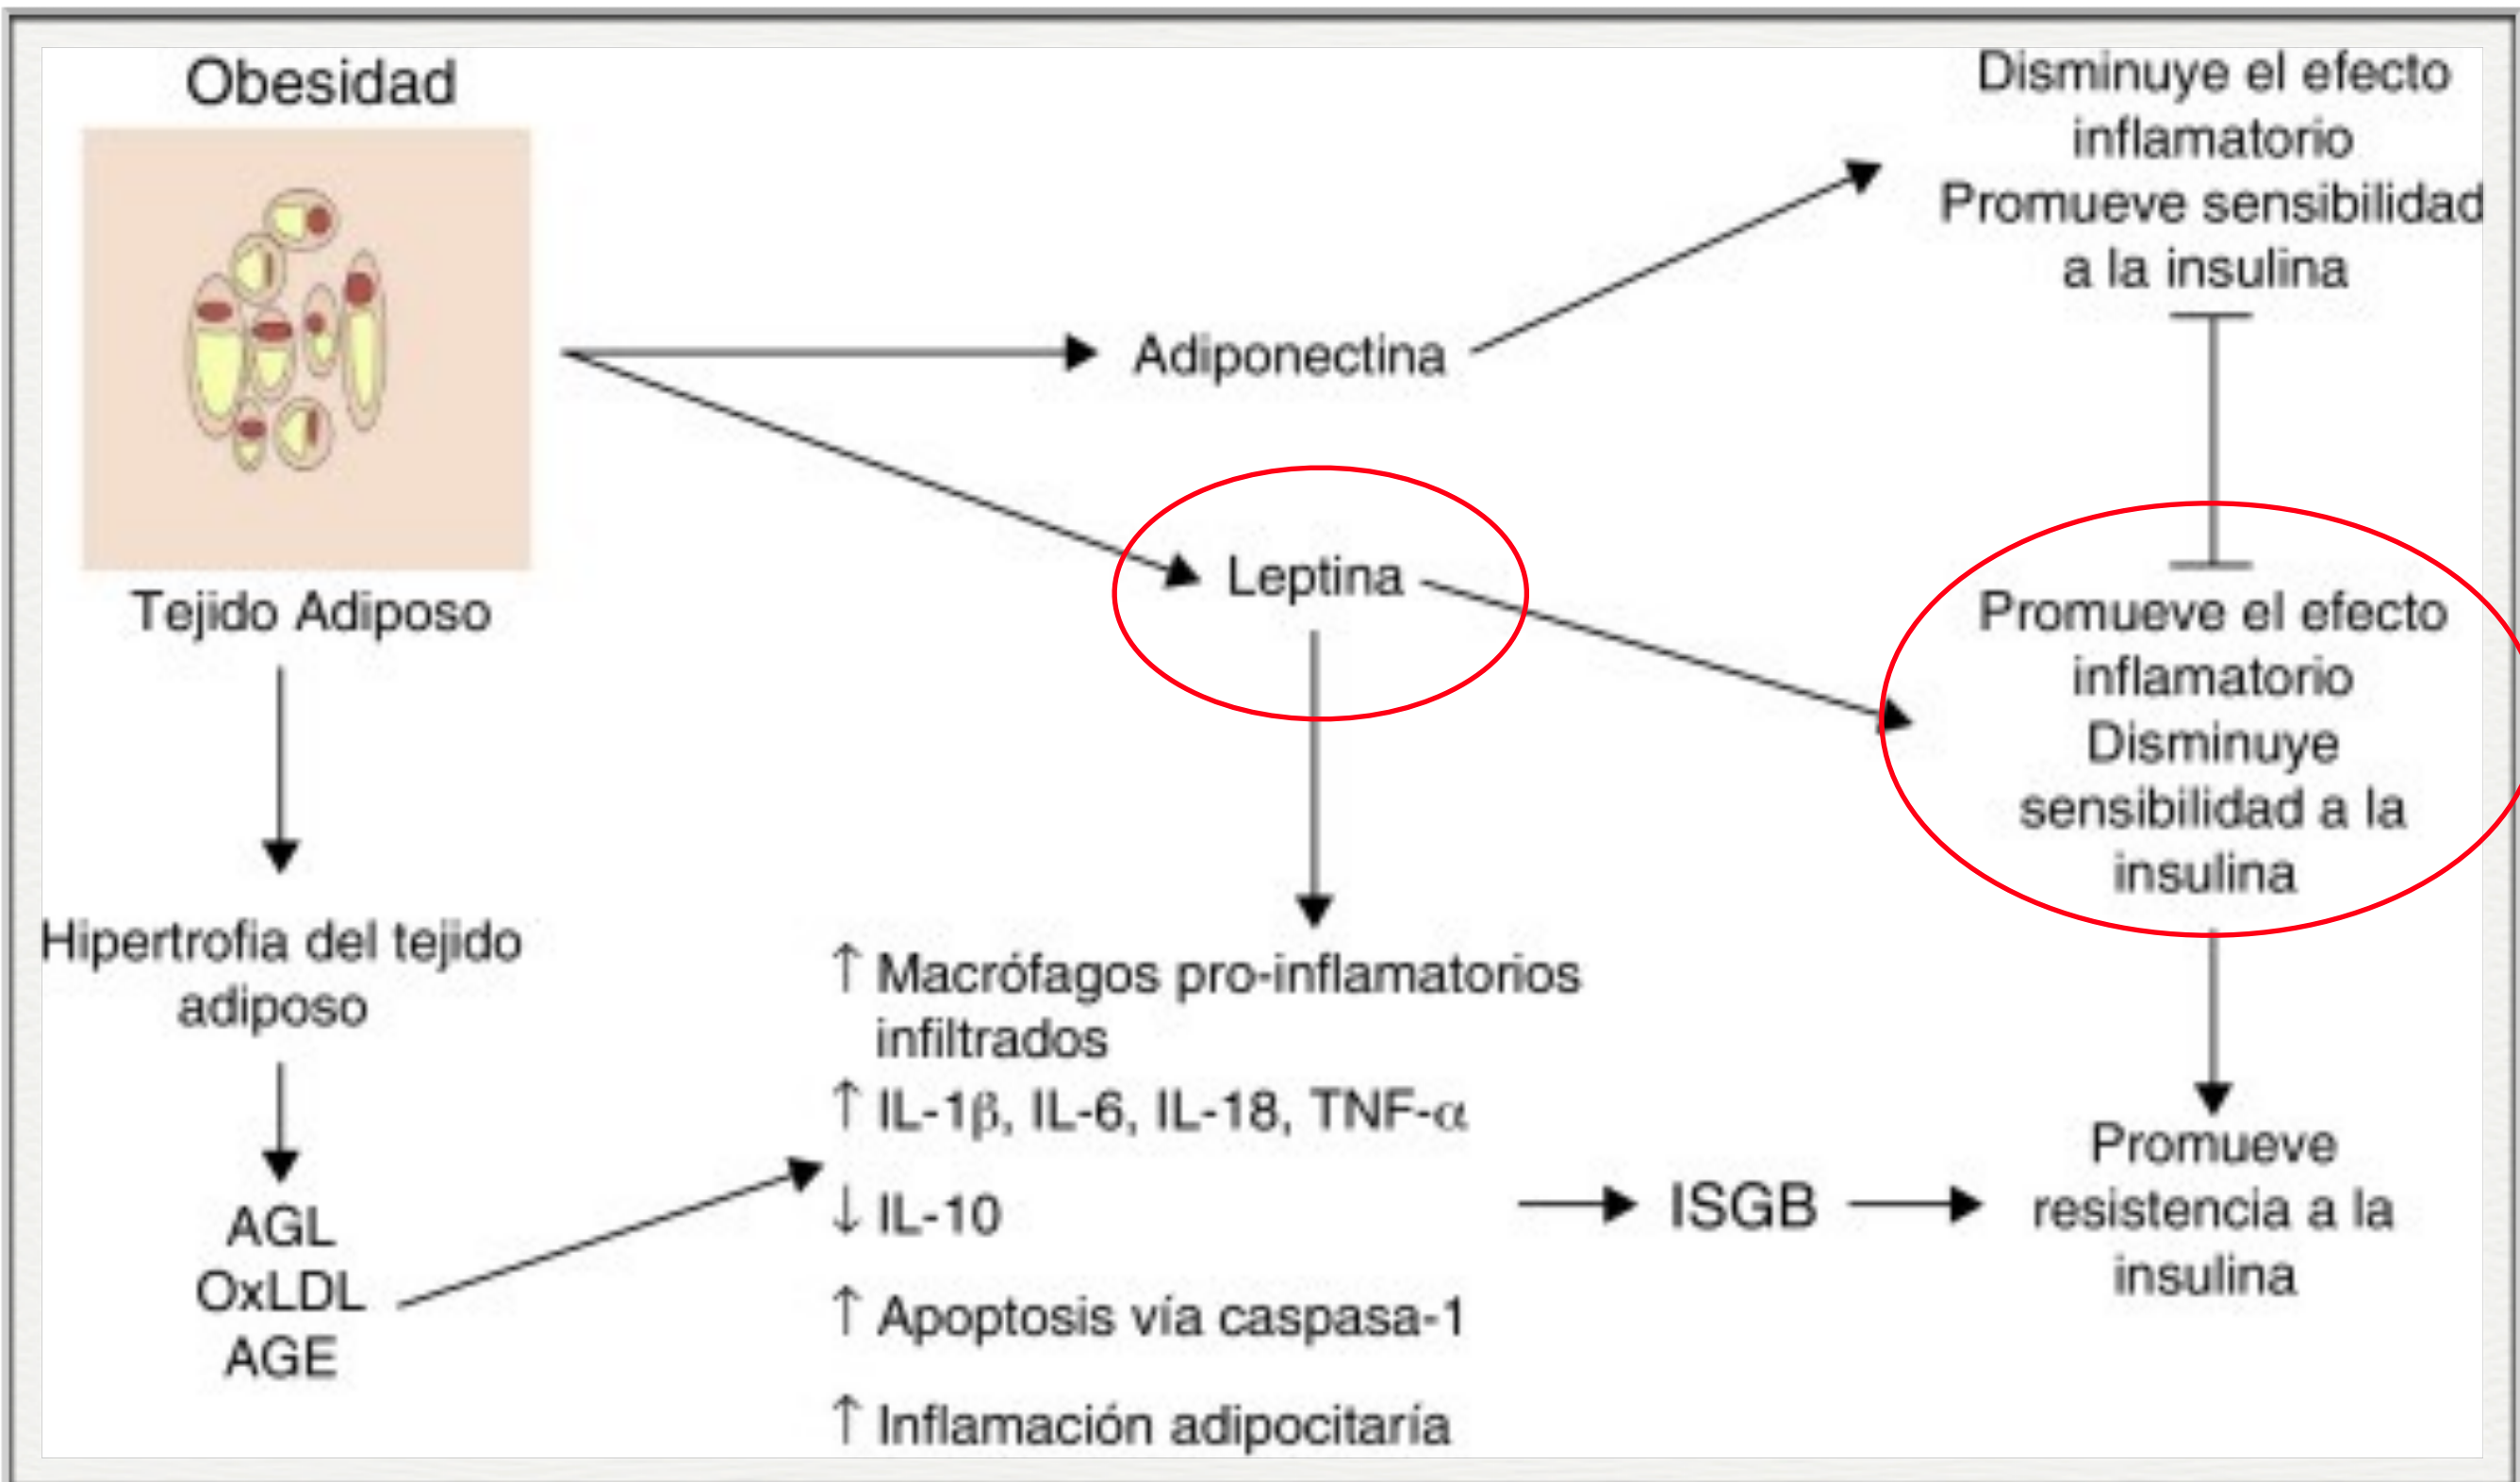 Obesidad
Tejido Adiposo
Hipertrofia del tejido
adiposo
AGL
OxLDL
AGE
Adiponectina
Leptina
↑ Macrófagos pro-inflamatorios
infiltrados
↑ IL-1β, IL-6, IL-18, TNF-α
↓ IL-10
↑ Apoptosis vía caspasa-1
↑ Inflamación adipocitaría
ISGB
Disminuye el efecto
inflamatorio
Promueve sensibilidad
a la insulina
Promueve el efecto
inflamatorio
Disminuye
sensibilidad a la
insulina
Promueve
resistencia a la
insulina